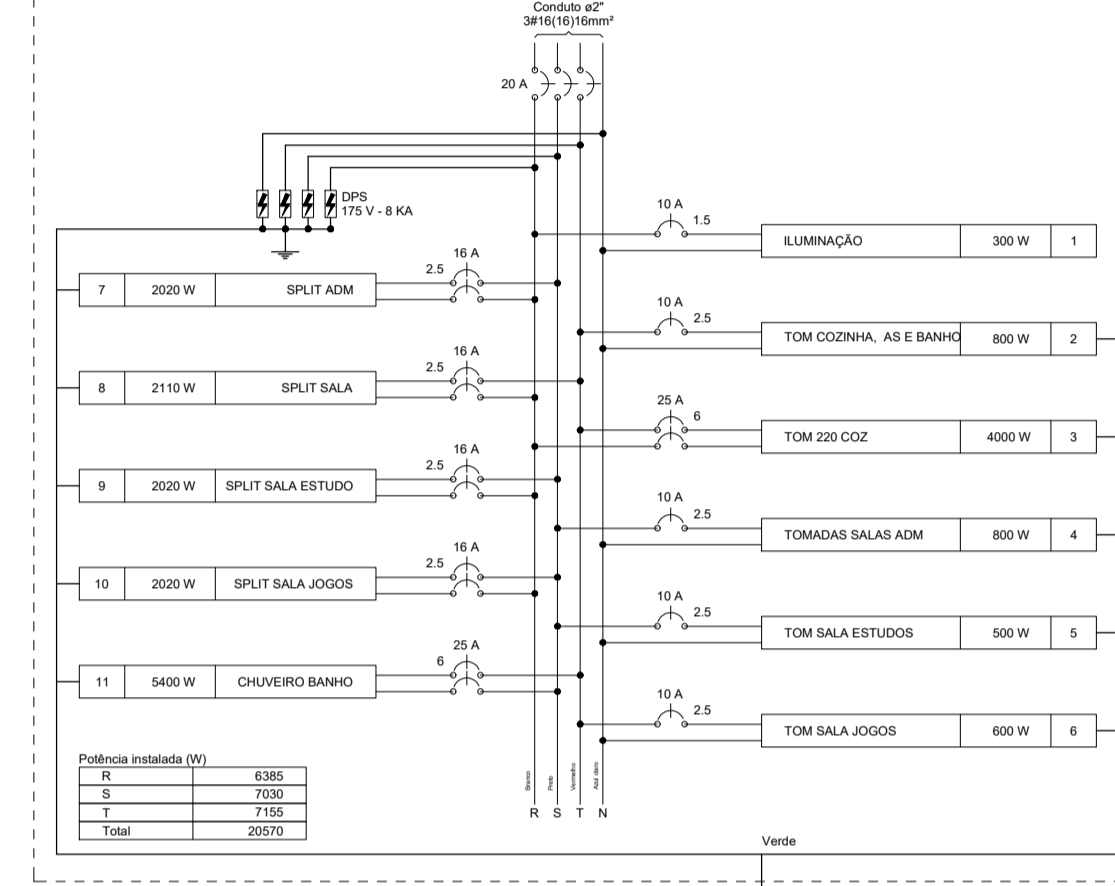 Conduto ø2"
3#16(16)16mm²
20 A
DPS
175 V - 8 KA
10 A
1.5
ILUMINAÇÃO 300 W 1
16 A
2.5
7 2020 W SPLIT ADM
10 A
2.5
TOM COZINHA, AS E BANHO 800 W 2
16 A
2.5
8 2110 W SPLIT SALA
25 A
6
TOM 220 COZ 4000 W 3
16 A
2.5
9 2020 W SPLIT SALA ESTUDO
10 A
2.5
TOMADAS SALAS ADM 800 W 4
16 A
2.5
10 2020 W SPLIT SALA JOGOS
10 A
2.5
TOM SALA ESTUDOS 500 W 5
25 A
6
11 5400 W CHUVEIRO BANHO
10 A
2.5
TOM SALA JOGOS 600 W 6
Potência instalada (W)
R 6385
S 7030
T 7155
Total 20570
Branco
Preto
Vermelho
Azul claro
R S T N
Verde